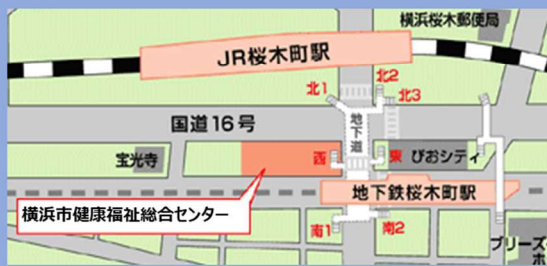 横浜桜木郵便局
JR桜木町駅
北2
北1
北3
国道16号
地下道
宝光寺
西
東
ぴおシティ
地下鉄桜木町駅
横浜市健康福祉総合センター
南1
南2
ブリーズ